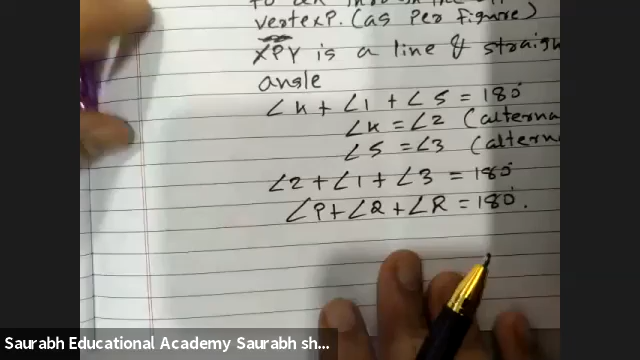 vertex P. (as per figure)
XPY is a line & straigh
angle
∠4 + ∠1 + ∠5 = 180°
∠4 = ∠2 (alterna
∠5 = ∠3 (alterna
∠2 + ∠1 + ∠3 = 180°
∠P + ∠Q + ∠R = 180°.
Saurabh Educational Academy Saurabh sh...